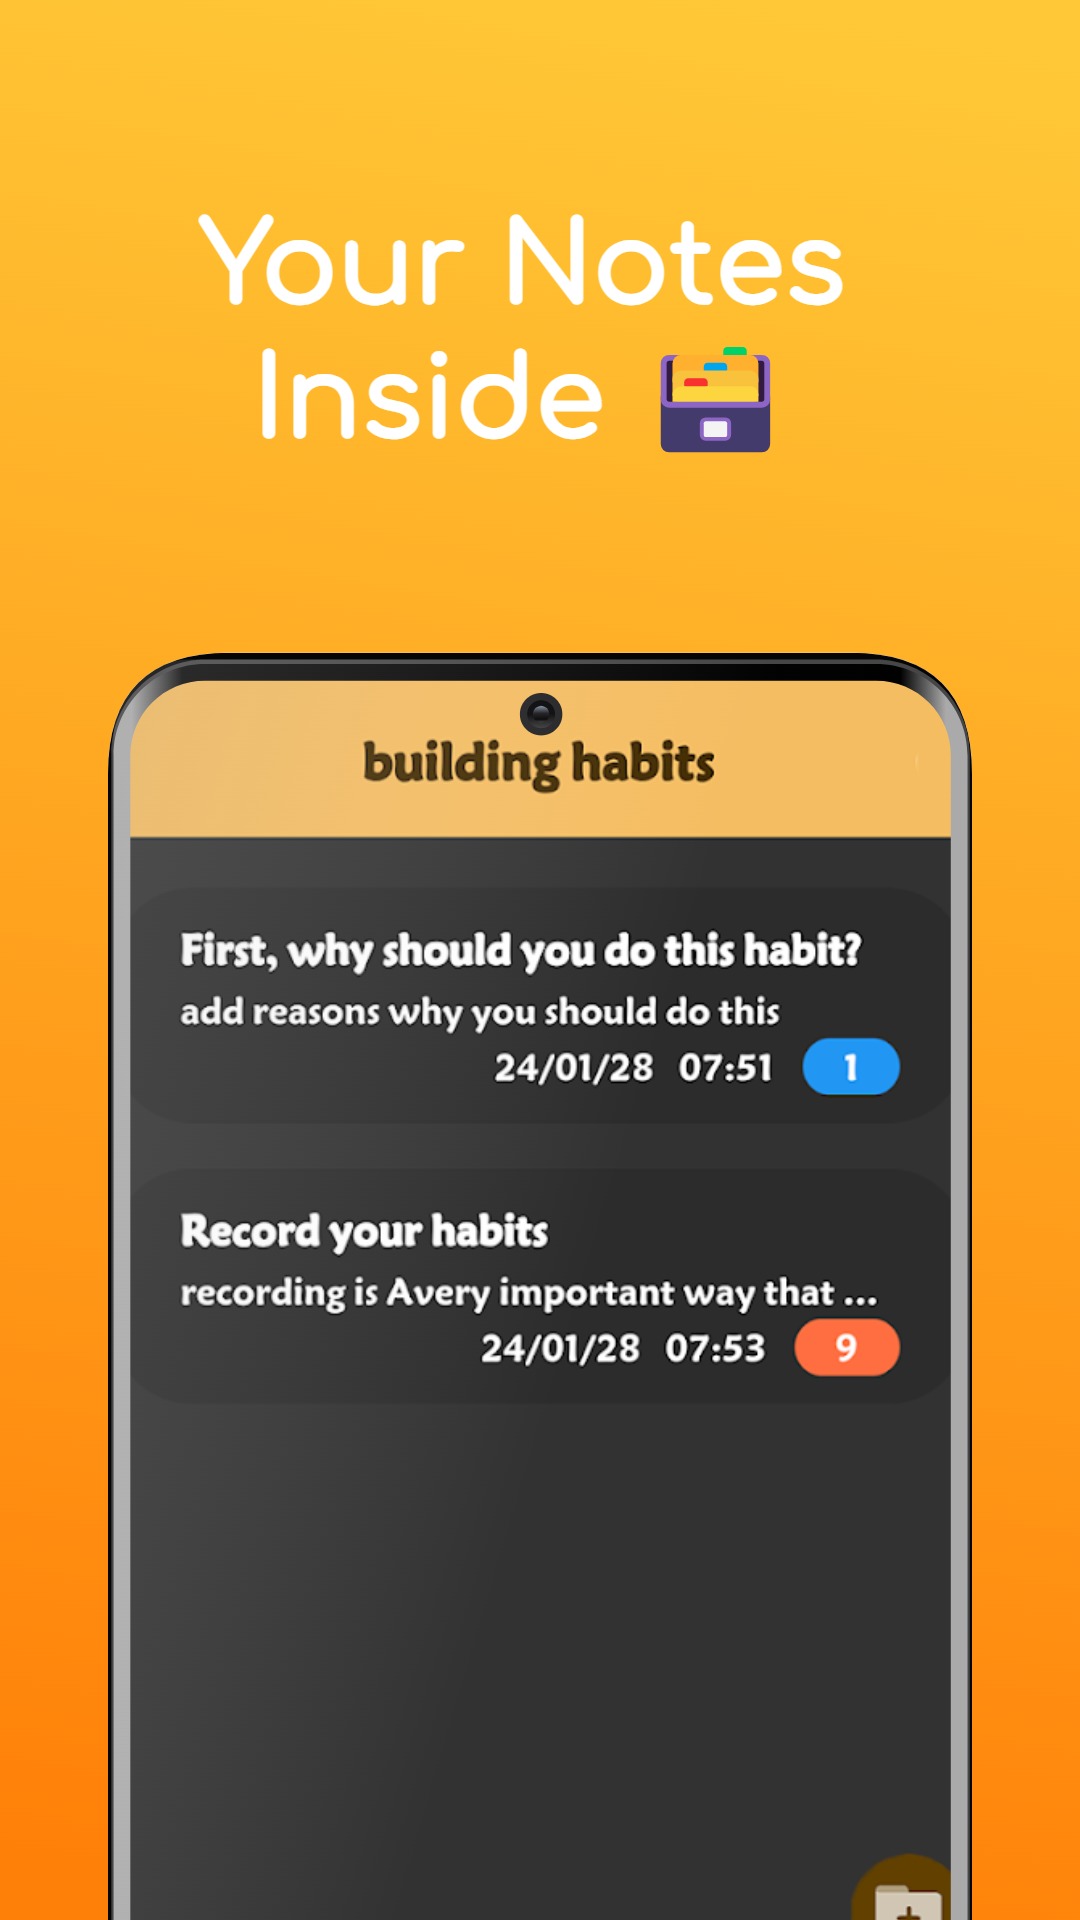 Your Notes
Inside
building habits
First, why should you do this habit?
add reasons why you should do this
24/01/28 07:51 1
Record your habits
recording is Avery important way that ...
24/01/28 07:53 9